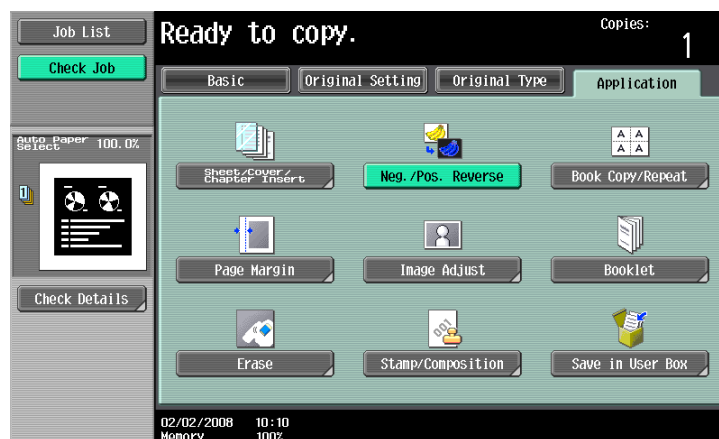 Job List
Check Job
Ready to copy.
Copies:
1
Basic
Original Setting
Original Type
Application
Auto Paper
Select
100.0%
1
Sheet/Cover/
Chapter Insert
Neg./Pos. Reverse
A A
A A
Book Copy/Repeat
Page Margin
Image Adjust
Booklet
Check Details
001
Erase
Stamp/Composition
Save in User Box
02/02/2008 10:10
Memory 100%